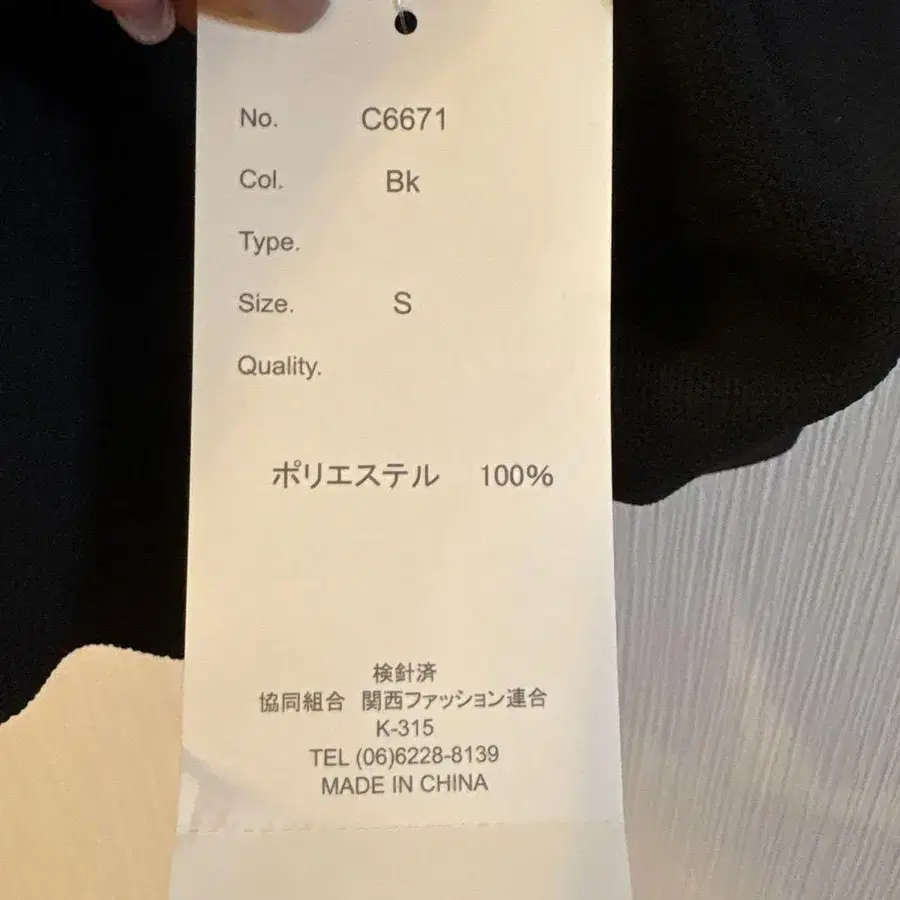 No. C6671
Col. Bk
Type.
Size. S
Quality.
ポリエステル 100%
検針済
協同組合 関西ファッション連合
K-315
TEL (06)6228-8139
MADE IN CHINA